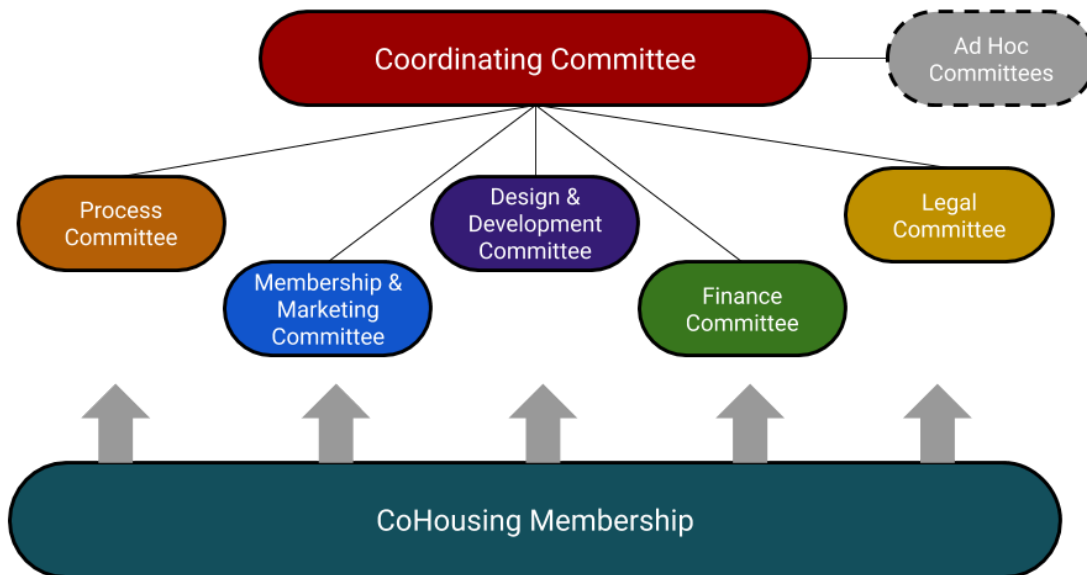 Coordinating Committee
Ad Hoc
Committees
Process
Committee
Membership &
Marketing
Committee
Design &
Development
Committee
Finance
Committee
Legal
Committee
CoHousing Membership